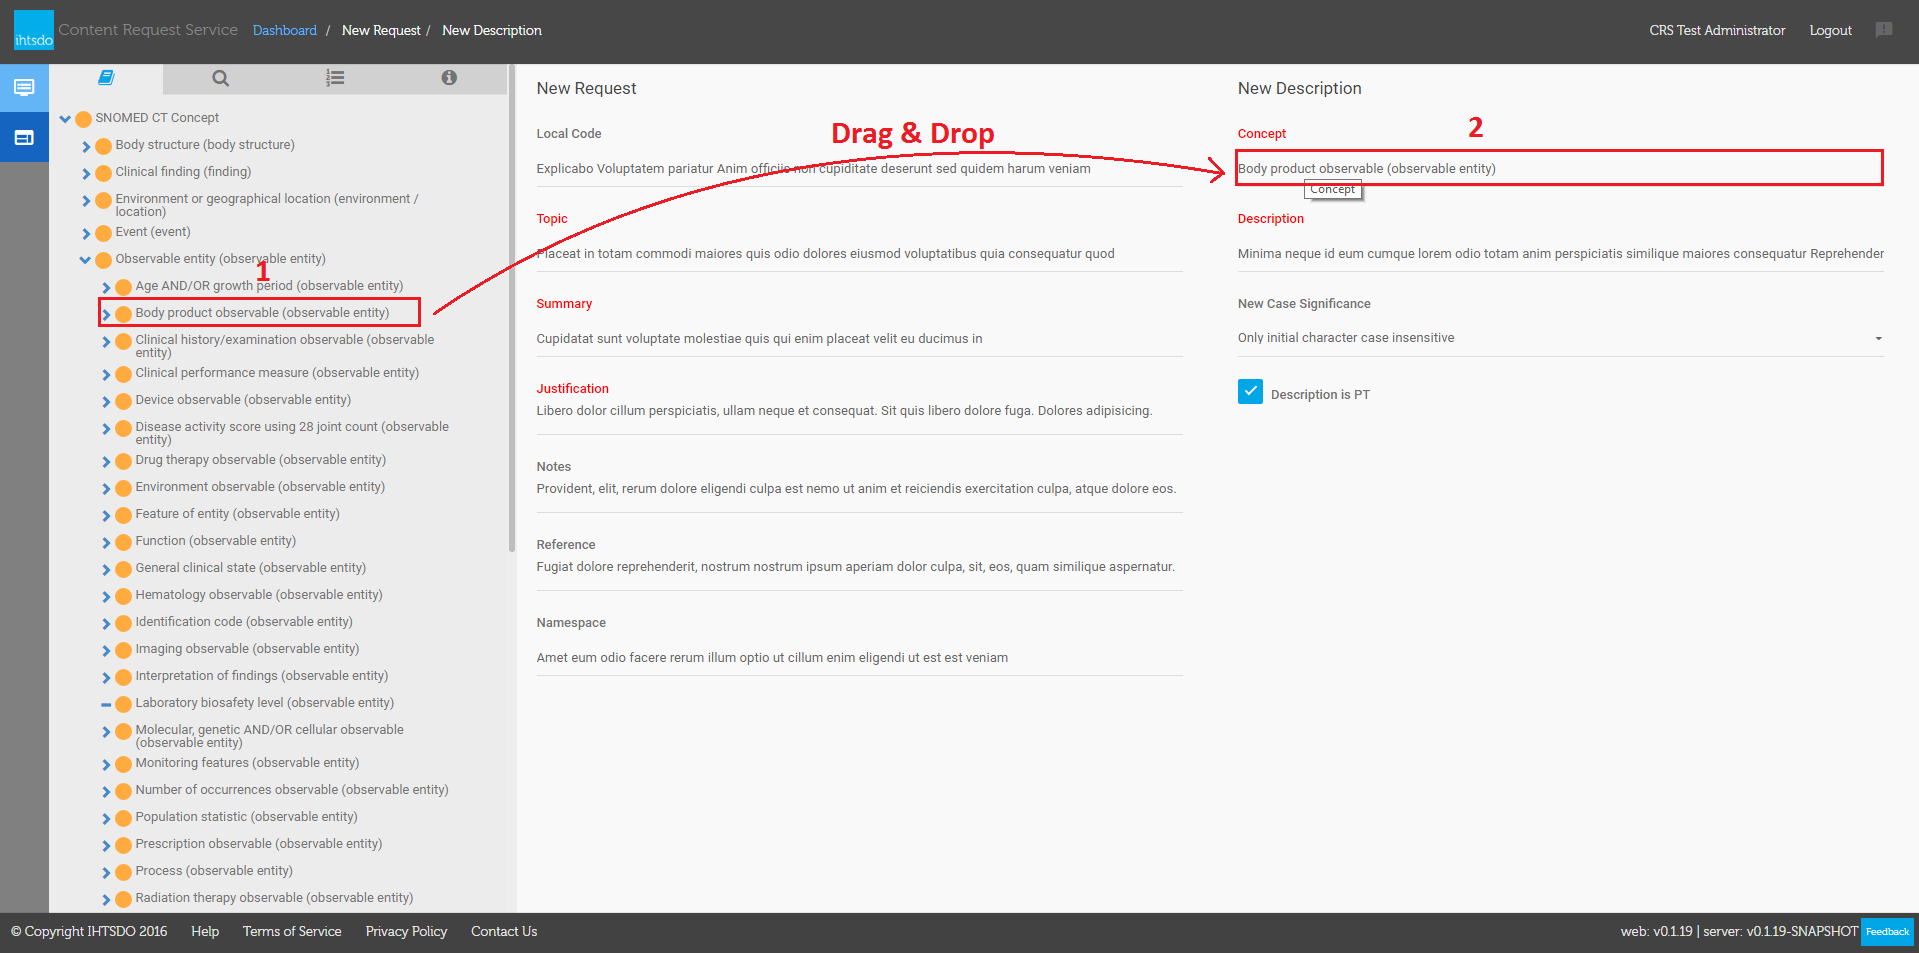 ihtsdo Content Request Service Dashboard / New Request / New Description CRS Test Administrator Logout
SNOMED CT Concept
Body structure (body structure)
Clinical finding (finding)
Environment or geographical location (environment /
location)
Event (event)
Observable entity (observable entity)
1
Age AND/OR growth period (observable entity)
Body product observable (observable entity)
Clinical history/examination observable (observable
entity)
Clinical performance measure (observable entity)
Device observable (observable entity)
Disease activity score using 28 joint count (observable
entity)
Drug therapy observable (observable entity)
Environment observable (observable entity)
Feature of entity (observable entity)
Function (observable entity)
General clinical state (observable entity)
Hematology observable (observable entity)
Identification code (observable entity)
Imaging observable (observable entity)
Interpretation of findings (observable entity)
Laboratory biosafety level (observable entity)
Molecular, genetic AND/OR cellular observable
(observable entity)
Monitoring features (observable entity)
Number of occurrences observable (observable entity)
Population statistic (observable entity)
Prescription observable (observable entity)
Process (observable entity)
Radiation therapy observable (observable entity)
New Request
Drag & Drop
Local Code
Explicabo Voluptatem pariatur Anim officiis non cupiditate deserunt sed quidem harum veniam
Topic
Placeat in totam commodi maiores quis odio dolores eiusmod voluptatibus quia consequatur quod
Summary
Cupidatat sunt voluptate molestiae quis qui enim placeat velit eu ducimus in
Justification
Libero dolor cillum perspiciatis, ullam neque et consequat. Sit quis libero dolore fuga. Dolores adipisicing.
Notes
Provident, elit, rerum dolore eligendi culpa est nemo ut anim et reiciendis exercitation culpa, atque dolore eos.
Reference
Fugiat dolore reprehenderit, nostrum nostrum ipsum aperiam dolor culpa, sit, eos, quam similique aspernatur.
Namespace
Amet eum odio facere rerum illum optio ut cillum enim eligendi ut est est veniam
New Description
2
Concept
Body product observable (observable entity)
Concept
Description
Minima neque id eum cumque lorem odio totam anim perspiciatis similique maiores consequatur Reprehender
New Case Significance
Only initial character case insensitive
Description is PT
© Copyright IHTSDO 2016 Help Terms of Service Privacy Policy Contact Us web: v0.1.19 | server: v0.1.19-SNAPSHOT Feedback